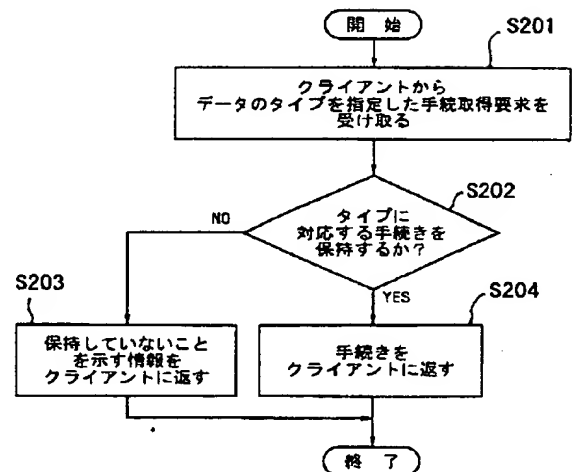 開 始
S201
クライアントから
データのタイプを指定した手続取得要求を
受け取る
S202
タイプに
対応する手続きを
保持するか？
NO
YES
S203
保持していないこと
を示す情報を
クライアントに返す
S204
手続きを
クライアントに返す
終 了